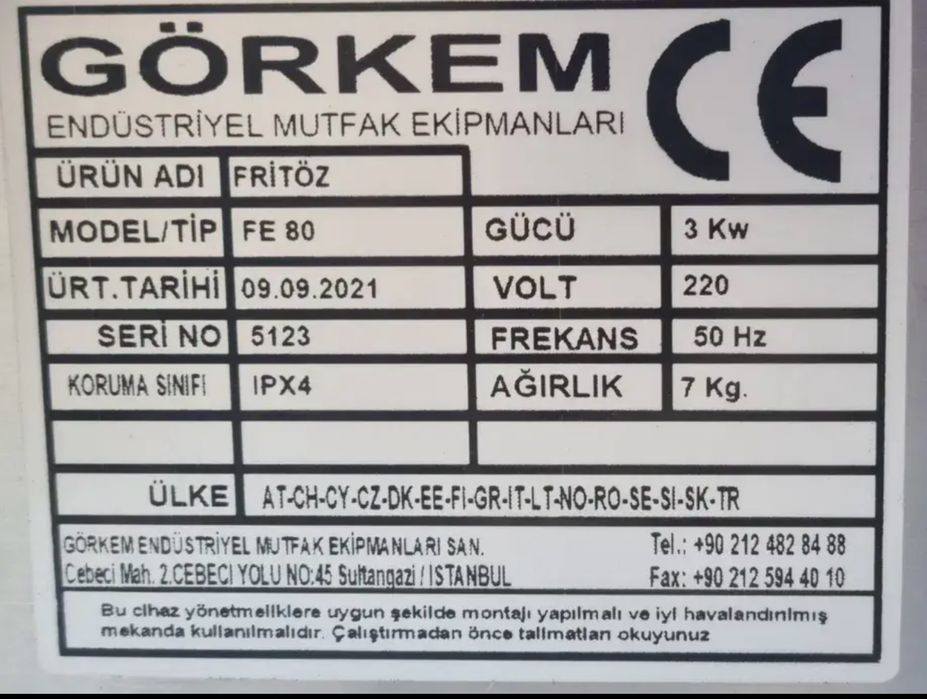 GÖRKEM
ENDÜSTRİYEL MUTFAK EKİPMANLARI
CE
ÜRÜN ADI FRİTÖZ
MODEL/TİP FE 80 GÜCÜ 3 Kw
ÜRT.TARİHİ 09.09.2021 VOLT 220
SERİ NO 5123 FREKANS 50 Hz
KORUMA SINIFI IPX4 AĞIRLIK 7 Kg.
ÜLKE AT-CH-CY-CZ-DK-EE-FI-GR-IT-LT-NO-RO-SE-SI-SK-TR
GÖRKEM ENDÜSTRİYEL MUTFAK EKİPMANLARI SAN. Tel.: +90 212 482 84 88
Cebeci Mah. 2.CEBECI YOLU NO:45 Sultangazi / ISTANBUL Fax: +90 212 594 40 10
Bu cihaz yönetmeliklere uygun şekilde montajı yapılmalı ve iyi havalandırılmış
mekanda kullanılmalıdır. Çalıştırmadan önce talimatları okuyunuz